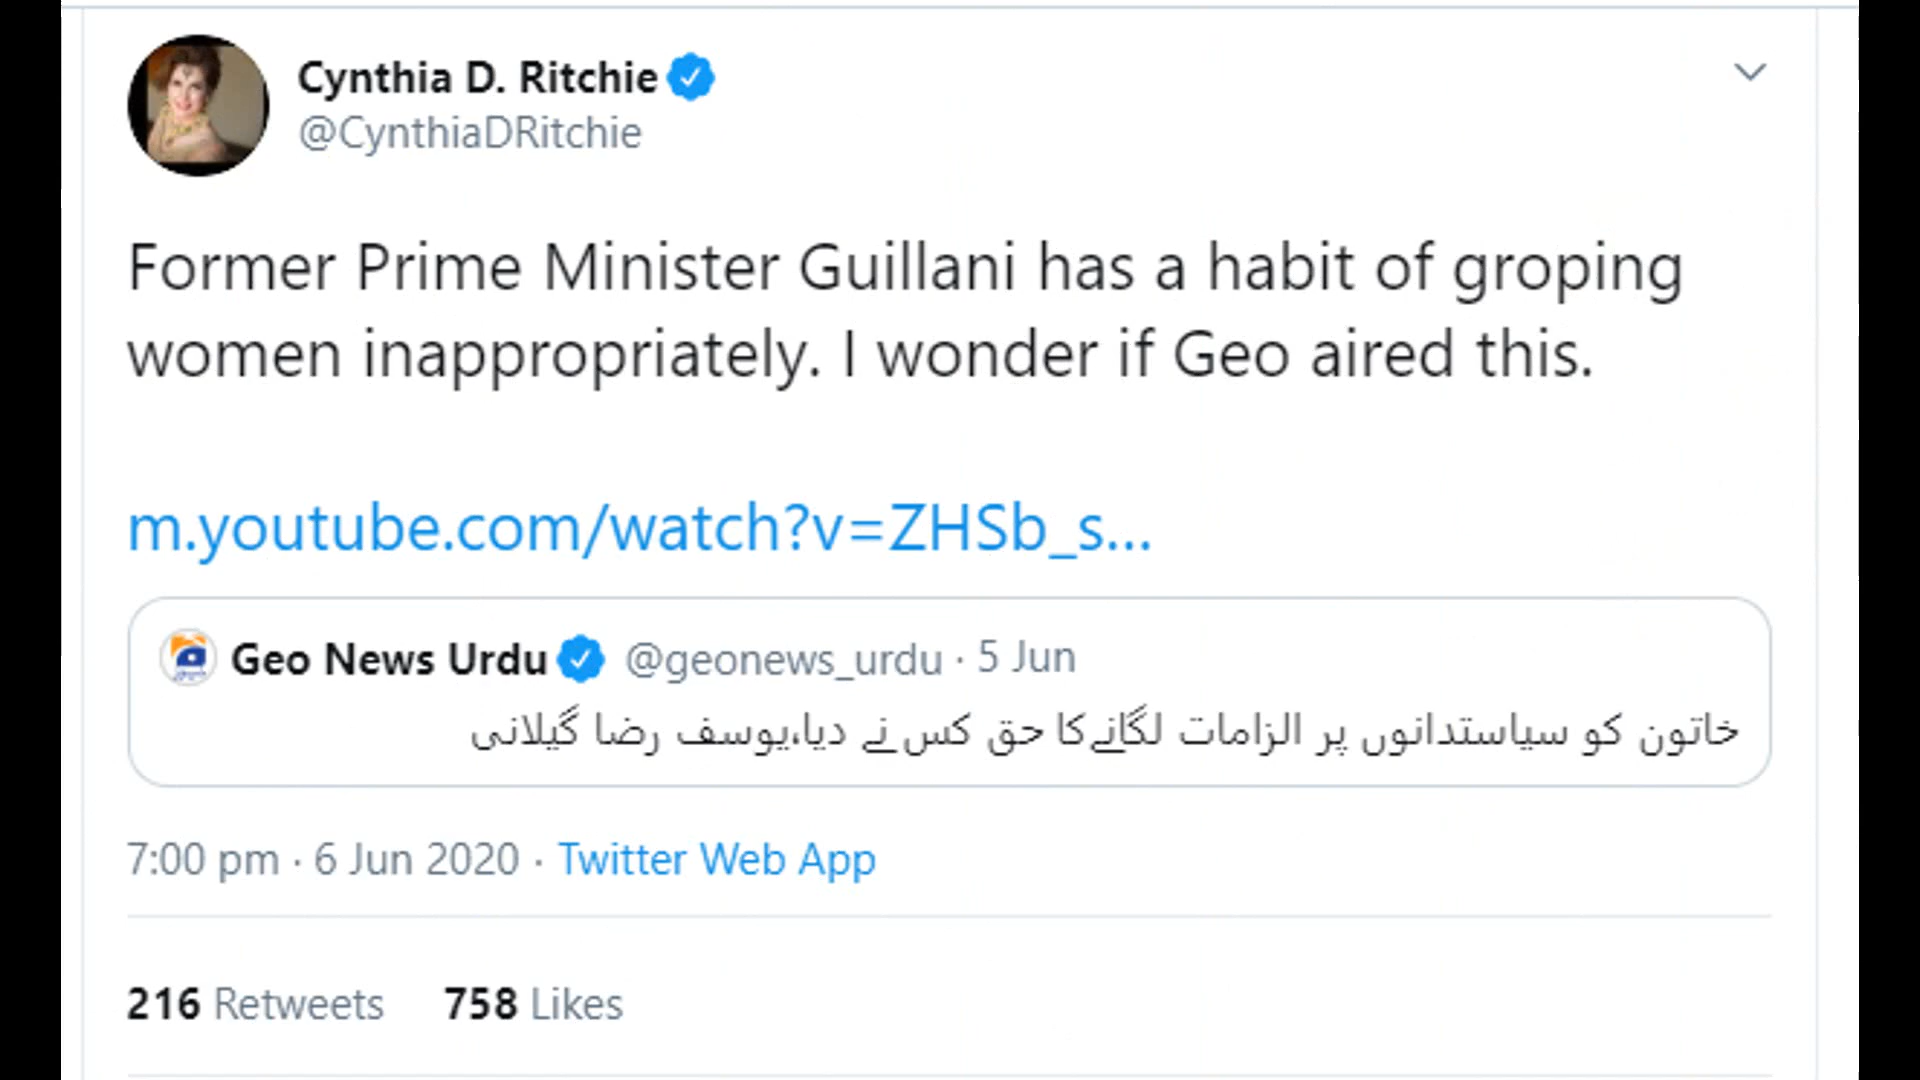 Cynthia D. Ritchie
@CynthiaDRitchie
Former Prime Minister Guillani has a habit of groping
women inappropriately. I wonder if Geo aired this.
m.youtube.com/watch?v=ZHSb_s...
Geo News Urdu @geonews_urdu · 5 Jun
خاتون کو سیاستدانوں پر الزامات لگانےکا حق کس نے دیا،یوسف رضا گیلانی
7:00 pm · 6 Jun 2020 · Twitter Web App
216 Retweets 758 Likes